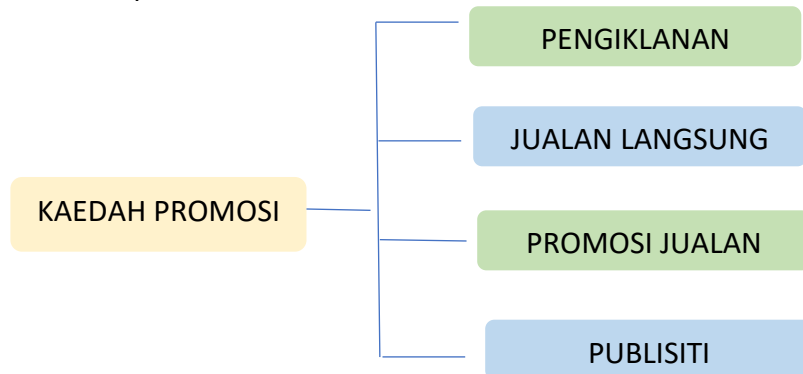 PENGIKLANAN
JUALAN LANGSUNG
KAEDAH PROMOSI
PROMOSI JUALAN
PUBLISITI